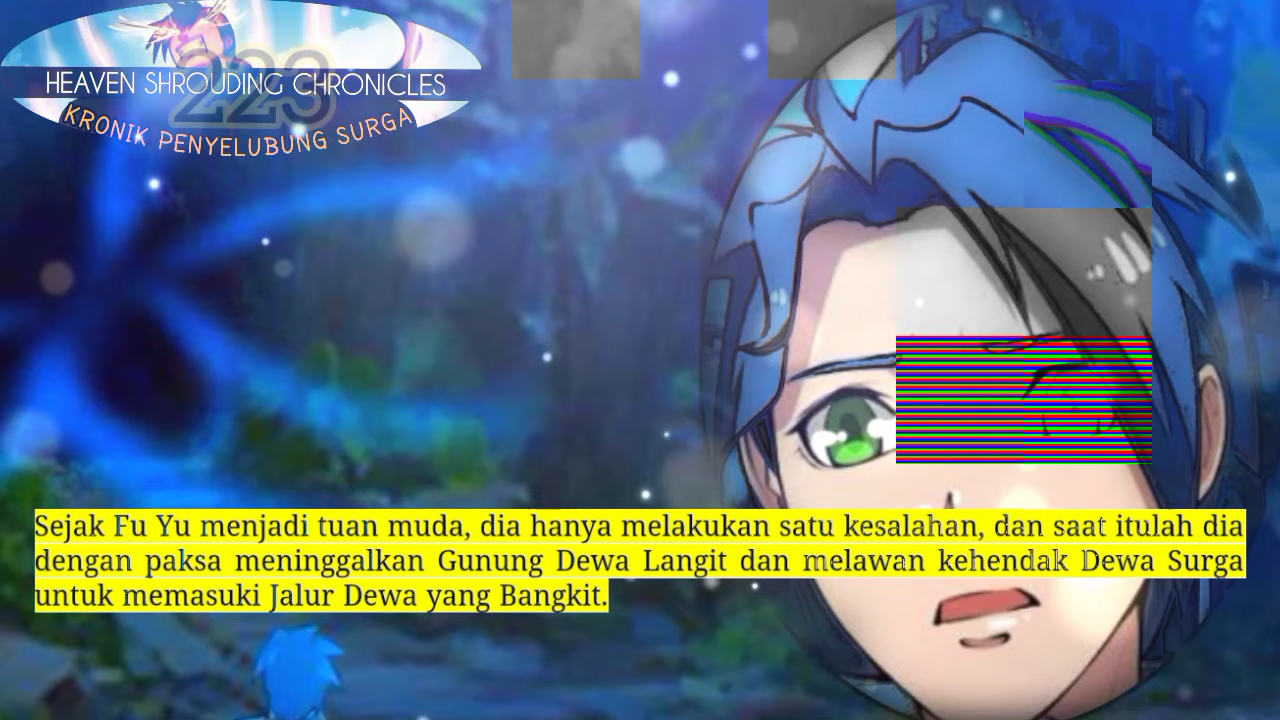 223
HEAVEN SHROUDING CHRONICLES
KRONIK PENYELUBUNG SURGA
Sejak Fu Yu menjadi tuan muda, dia hanya melakukan satu kesalahan, dan saat itulah dia
dengan paksa meninggalkan Gunung Dewa Langit dan melawan kehendak Dewa Surga
untuk memasuki Jalur Dewa yang Bangkit.